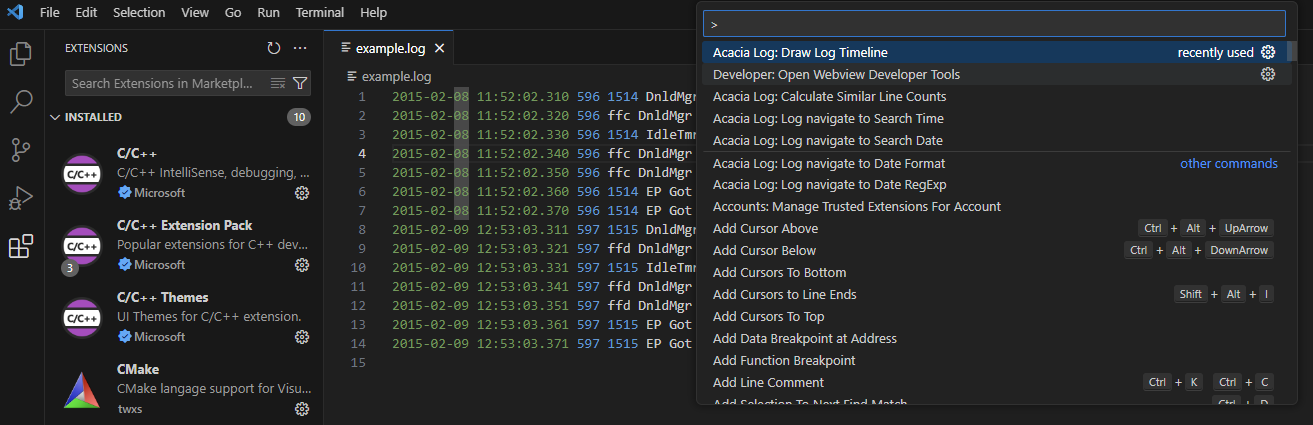 File Edit Selection View Go Run Terminal Help
EXTENSIONS
Search Extensions in Marketpl...
INSTALLED 10
C/C++
C/C++ IntelliSense, debugging, ...
Microsoft
C/C++ Extension Pack
Popular extensions for C++ dev...
3
Microsoft
C/C++ Themes
UI Themes for C/C++ extension.
Microsoft
CMake
CMake langage support for Visu...
twxs
example.log
example.log
1 2015-02-08 11:52:02.310 596 1514 DnldMgr
2 2015-02-08 11:52:02.320 596 ffc DnldMgr
3 2015-02-08 11:52:02.330 596 1514 IdleTmr
4 2015-02-08 11:52:02.340 596 ffc DnldMgr
5 2015-02-08 11:52:02.350 596 ffc DnldMgr
6 2015-02-08 11:52:02.360 596 1514 EP Got
7 2015-02-08 11:52:02.370 596 1514 EP Got
8 2015-02-09 12:53:03.311 597 1515 DnldMgr
9 2015-02-09 12:53:03.321 597 ffd DnldMgr
10 2015-02-09 12:53:03.331 597 1515 IdleTmr
11 2015-02-09 12:53:03.341 597 ffd DnldMgr
12 2015-02-09 12:53:03.351 597 ffd DnldMgr
13 2015-02-09 12:53:03.361 597 1515 EP Got
14 2015-02-09 12:53:03.371 597 1515 EP Got
15
>
Acacia Log: Draw Log Timeline recently used
Developer: Open Webview Developer Tools
Acacia Log: Calculate Similar Line Counts
Acacia Log: Log navigate to Search Time
Acacia Log: Log navigate to Search Date
Acacia Log: Log navigate to Date Format other commands
Acacia Log: Log navigate to Date RegExp
Accounts: Manage Trusted Extensions For Account
Add Cursor Above Ctrl + Alt + UpArrow
Add Cursor Below Ctrl + Alt + DownArrow
Add Cursors To Bottom
Add Cursors to Line Ends Shift + Alt + I
Add Cursors To Top
Add Data Breakpoint at Address
Add Function Breakpoint
Add Line Comment Ctrl + K Ctrl + C
Add Selection To Next Find Match Ctrl + D